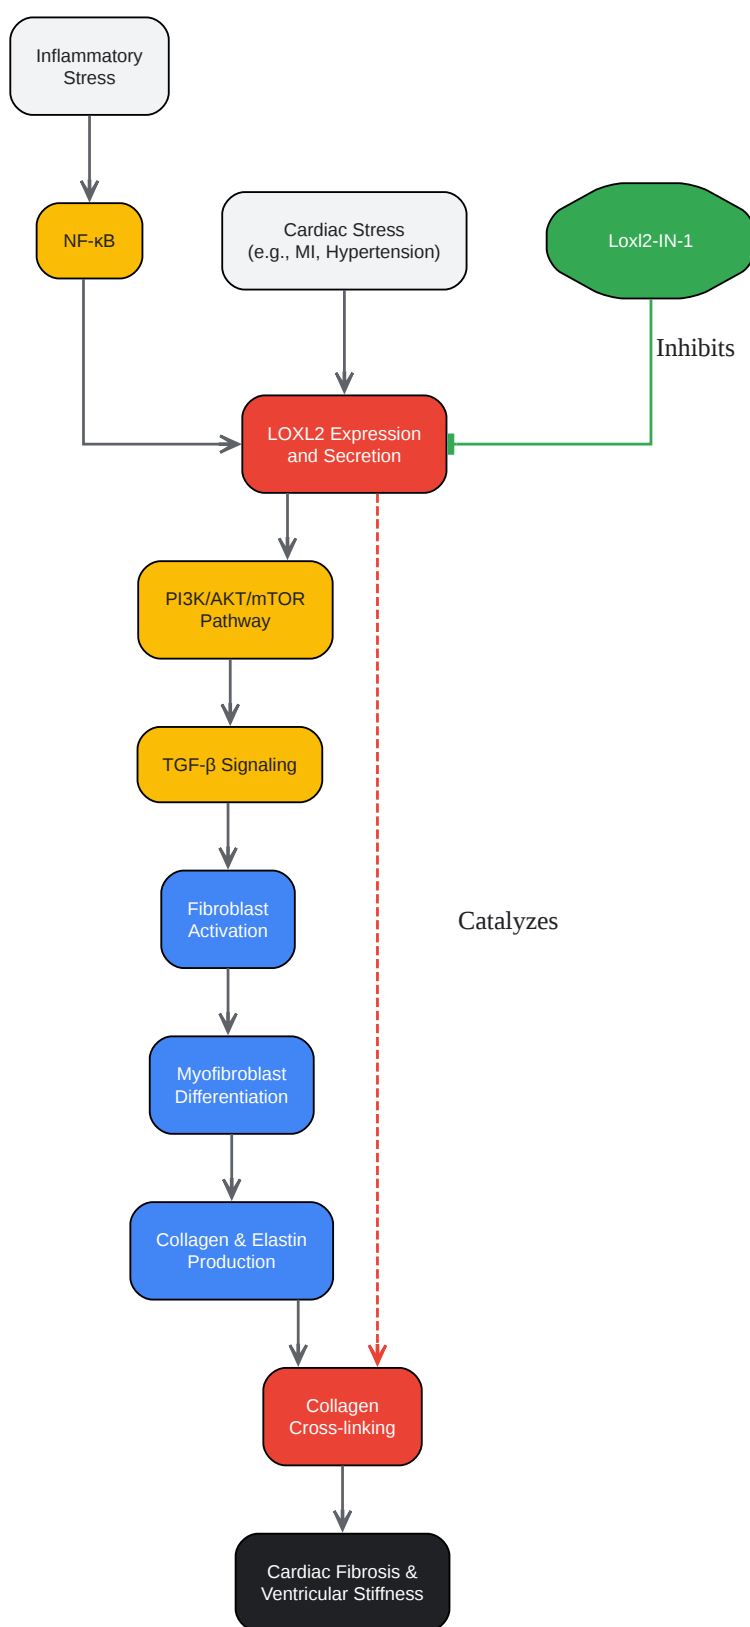 Inflammatory
Stress
NF-κB
Cardiac Stress
(e.g., MI, Hypertension)
Loxl2-IN-1
Inhibits
LOXL2 Expression
and Secretion
PI3K/AKT/mTOR
Pathway
TGF-β Signaling
Fibroblast
Activation
Catalyzes
Myofibroblast
Differentiation
Collagen & Elastin
Production
Collagen
Cross-linking
Cardiac Fibrosis &
Ventricular Stiffness